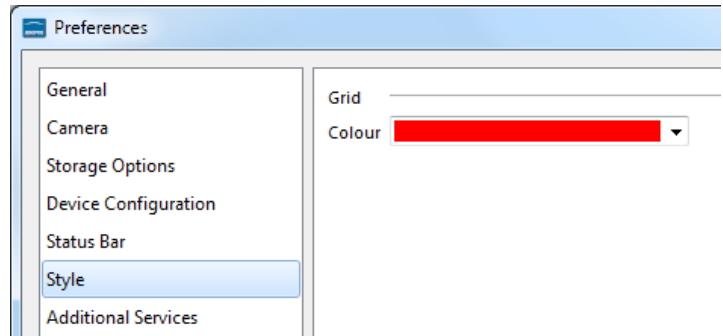 Preferences
General
Camera
Storage Options
Device Configuration
Status Bar
Style
Additional Services
Grid
Colour